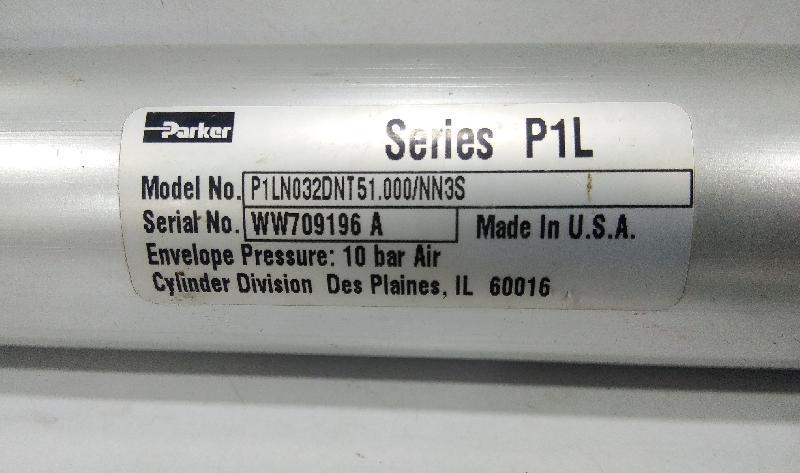 Parker
Series P1L
Model No. P1LN032DNT51.000/NN3S
Serial No. WW709196 A Made In U.S.A.
Envelope Pressure: 10 bar Air
Cylinder Division Des Plaines, IL 60016